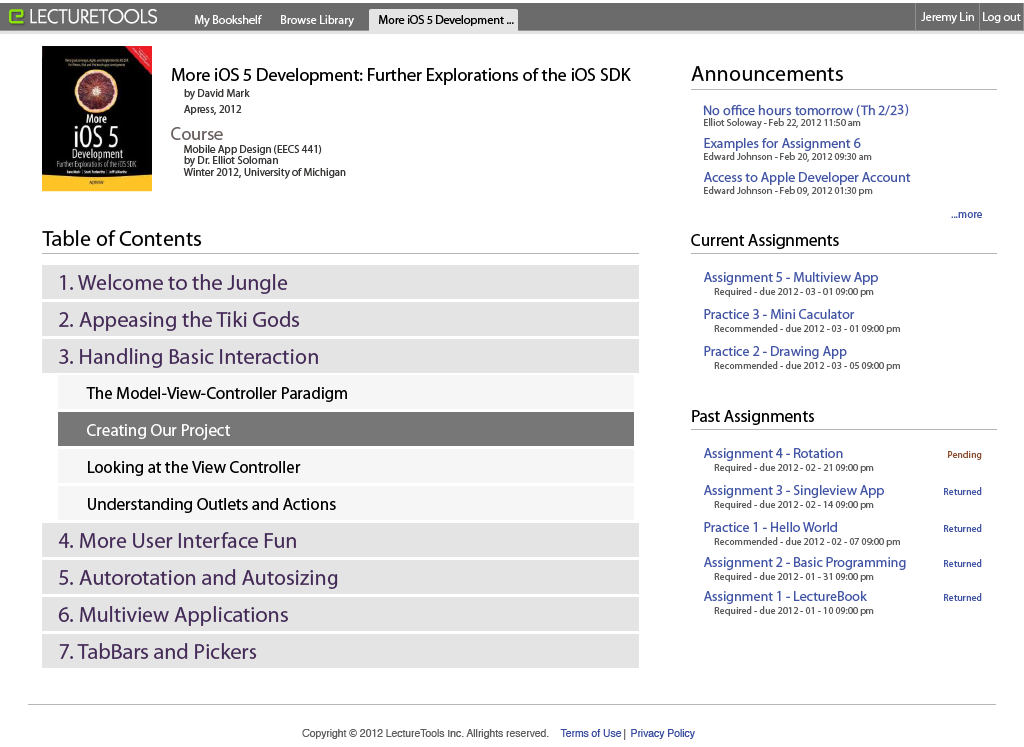 LECTURETOOLS
My Bookshelf
Browse Library
More iOS 5 Development ...
Jeremy Lin
Log out
More
iOS 5
Development
Further Explorations of the iOS SDK
More iOS 5 Development: Further Explorations of the iOS SDK
by David Mark
Apress, 2012
Course
Mobile App Design (EECS 441)
by Dr. Elliot Soloman
Winter 2012, University of Michigan
Table of Contents
1. Welcome to the Jungle
2. Appeasing the Tiki Gods
3. Handling Basic Interaction
The Model-View-Controller Paradigm
Creating Our Project
Looking at the View Controller
Understanding Outlets and Actions
4. More User Interface Fun
5. Autorotation and Autosizing
6. Multiview Applications
7. TabBars and Pickers
Announcements
No office hours tomorrow (Th 2/23)
Elliot Soloway - Feb 22, 2012 11:50 am
Examples for Assignment 6
Edward Johnson - Feb 20, 2012 09:30 am
Access to Apple Developer Account
Edward Johnson - Feb 09, 2012 01:30 pm
...more
Current Assignments
Assignment 5 - Multiview App
Required - due 2012 - 03 - 01 09:00 pm
Practice 3 - Mini Caculator
Recommended - due 2012 - 03 - 01 09:00 pm
Practice 2 - Drawing App
Recommended - due 2012 - 03 - 05 09:00 pm
Past Assignments
Assignment 4 - Rotation Pending
Required - due 2012 - 02 - 21 09:00 pm
Assignment 3 - Singleview App Returned
Required - due 2012 - 02 - 14 09:00 pm
Practice 1 - Hello World Returned
Recommended - due 2012 - 02 - 07 09:00 pm
Assignment 2 - Basic Programming Returned
Required - due 2012 - 01 - 31 09:00 pm
Assignment 1 - LectureBook Returned
Required - due 2012 - 01 - 10 09:00 pm
Copyright © 2012 LectureTools inc. Allrights reserved. Terms of Use | Privacy Policy